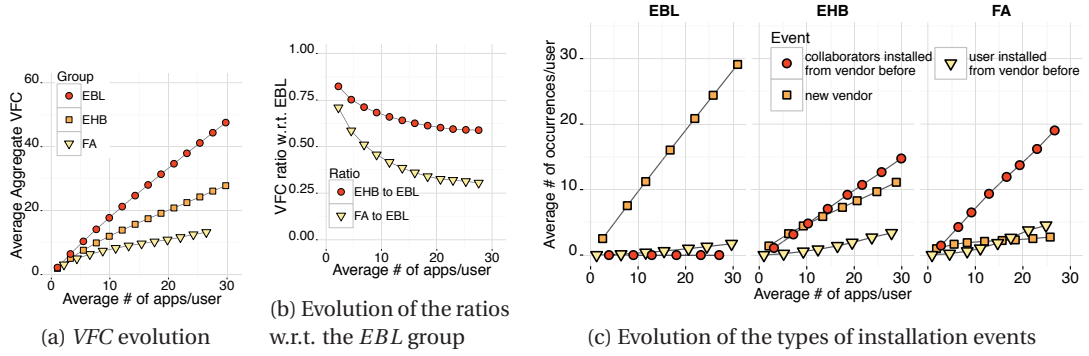 Average Aggregate VFC
60
40
20
0
Group
EBL
EHB
FA
0
10
20
30
Average # of apps/user
(a) VFC evolution
VFC ratio w.r.t. EBL
1.00
0.75
0.50
0.25
0.00
Ratio
EHB to EBL
FA to EBL
0
10
20
30
Average # of apps/user
(b) Evolution of the ratios
w.r.t. the EBL group
EBL
EHB
FA
Average # of occurrences/user
30
20
10
0
Event
collaborators installed
from vendor before
new vendor
user installed
from vendor before
0
10
20
30
0
10
20
30
0
10
20
30
Average # of apps/user
(c) Evolution of the types of installation events